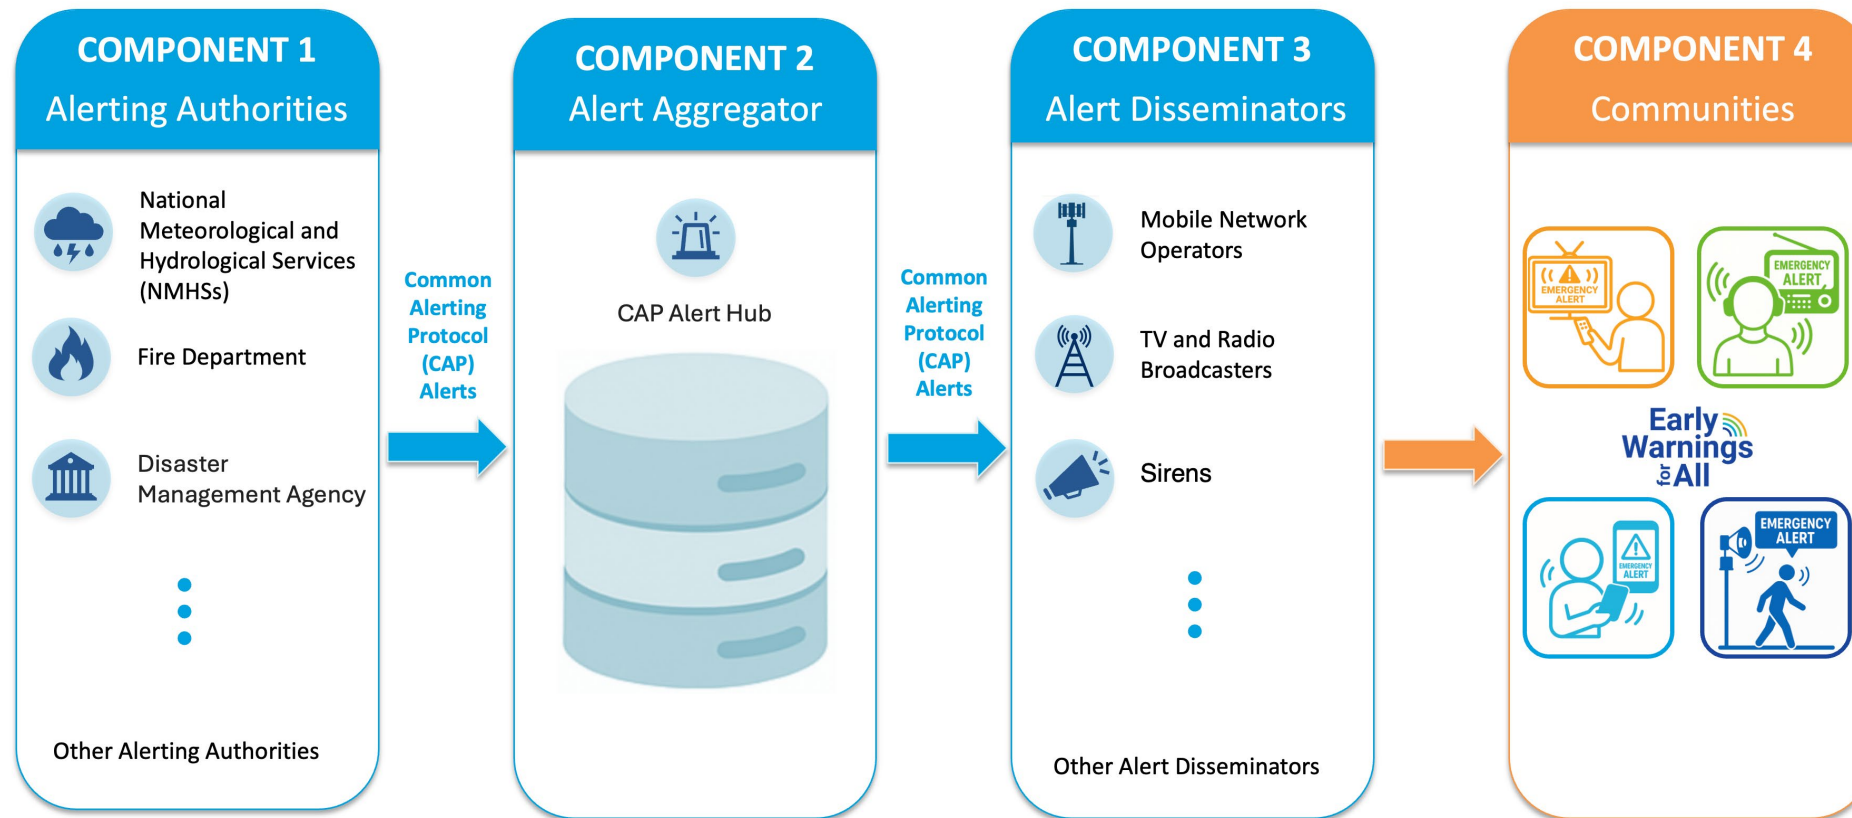 COMPONENT 1
Alerting Authorities
National
Meteorological and
Hydrological Services
(NMHSs)
Fire Department
Disaster
Management Agency
Other Alerting Authorities
Common
Alerting
Protocol
(CAP)
Alerts
COMPONENT 2
Alert Aggregator
CAP Alert Hub
Common
Alerting
Protocol
(CAP)
Alerts
COMPONENT 3
Alert Disseminators
Mobile Network
Operators
TV and Radio
Broadcasters
Sirens
Other Alert Disseminators
COMPONENT 4
Communities
EMERGENCY
ALERT
EMERGENCY
ALERT
Early
Warnings
for All
EMERGENCY
ALERT
EMERGENCY
ALERT